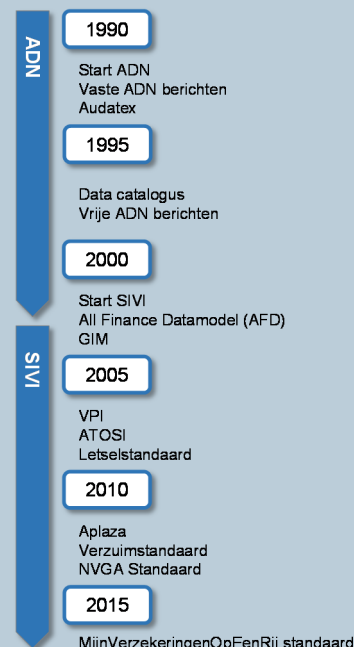 ADN
1990
Start ADN
Vaste ADN berichten
Audatex
1995
Data catalogus
Vrije ADN berichten
2000
Start SIVI
All Finance Datamodel (AFD)
GIM
SIVI
2005
VPI
ATOSI
Letselstandaard
2010
Aplaza
Verzuimstandaard
NVGA Standaard
2015
MijnVerzekeringenOpEenRij standaard